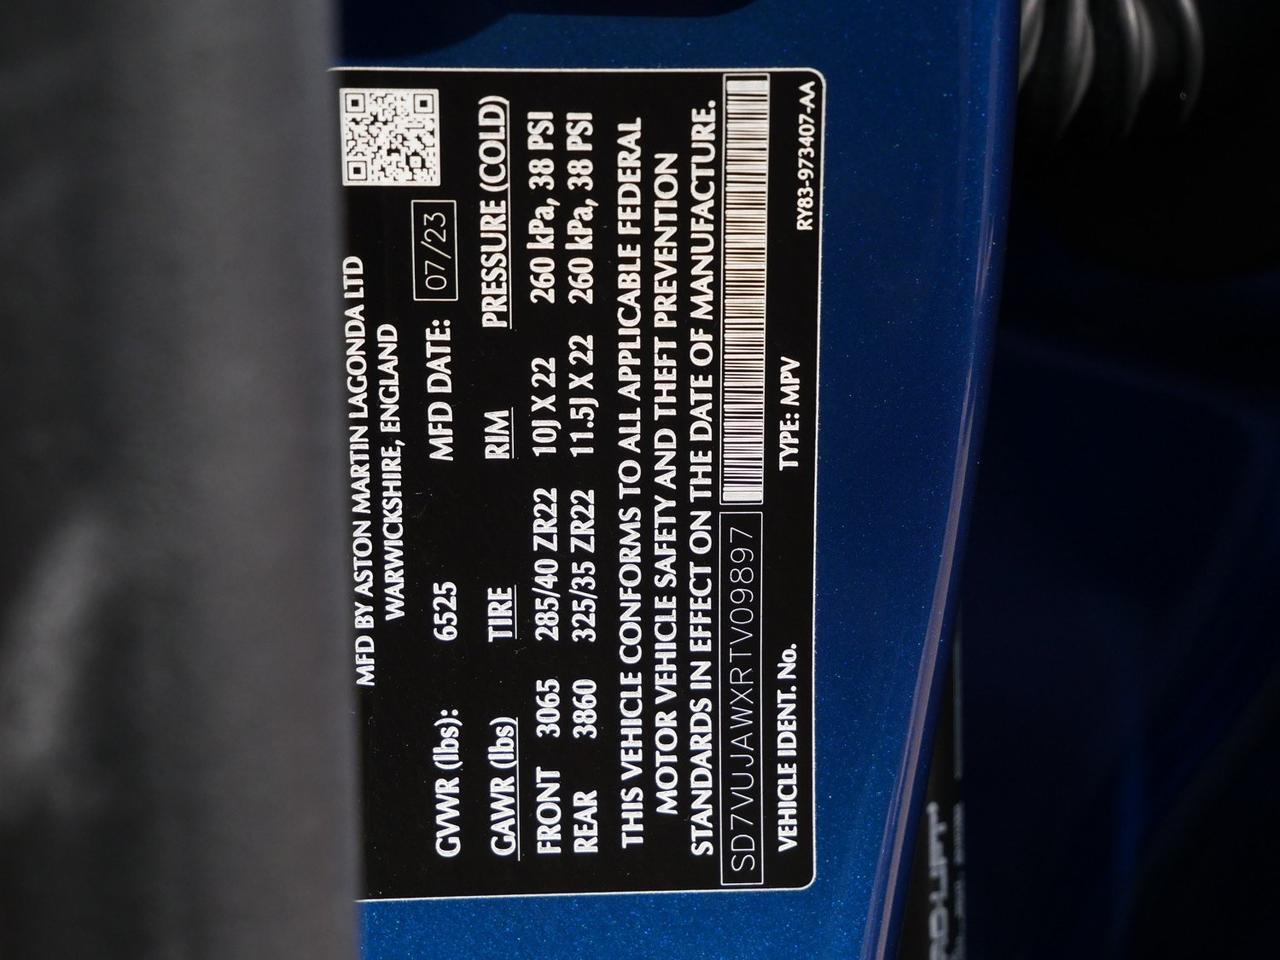 MFD BY ASTON MARTIN LAGONDA LTD
WARWICKSHIRE, ENGLAND
GVWR (lbs): 6525 MFD DATE: 07/23
GAWR (lbs) TIRE RIM PRESSURE (COLD)
FRONT 3065 285/40 ZR22 10J X 22 260 kPa, 38 PSI
REAR 3860 325/35 ZR22 11.5J X 22 260 kPa, 38 PSI
THIS VEHICLE CONFORMS TO ALL APPLICABLE FEDERAL
MOTOR VEHICLE SAFETY AND THEFT PREVENTION
STANDARDS IN EFFECT ON THE DATE OF MANUFACTURE.
SD7VUJAWXRTV09897
VEHICLE IDENT. No. TYPE: MPV RY83-973407-AA